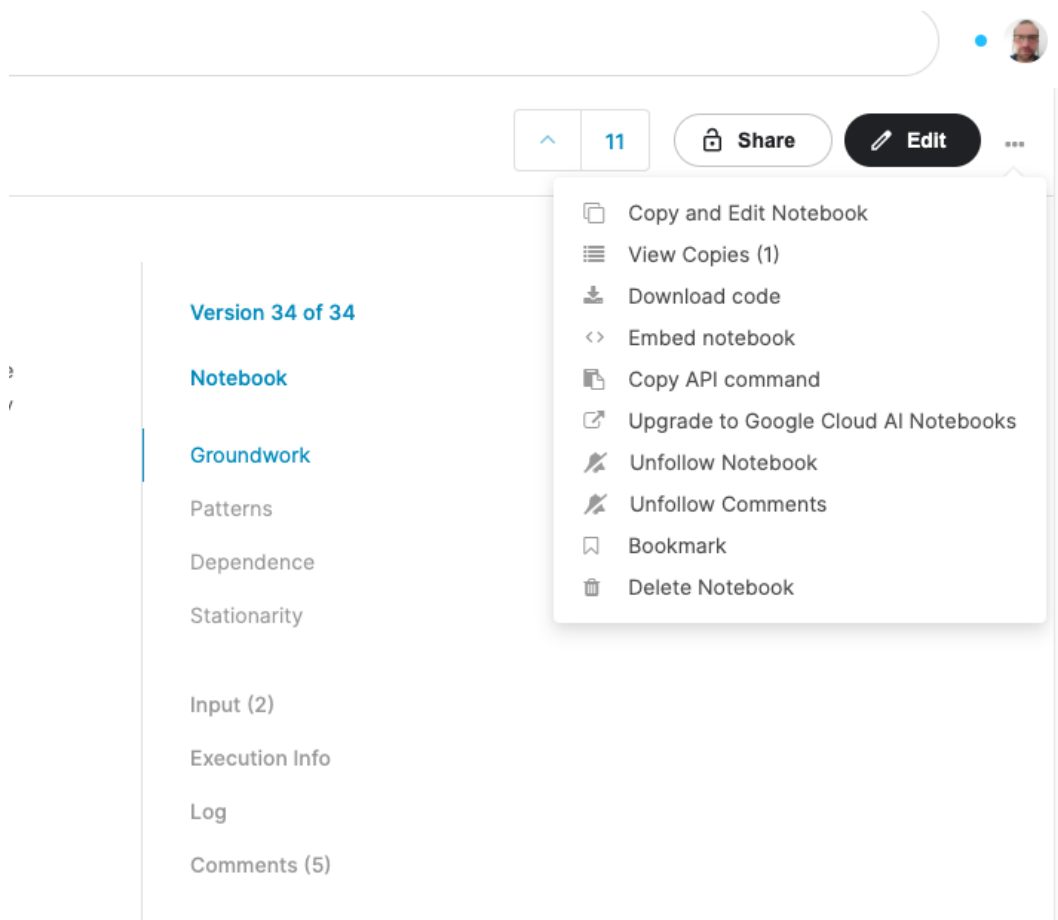 11
Share
Edit
Copy and Edit Notebook
View Copies (1)
Download code
Embed notebook
Copy API command
Upgrade to Google Cloud AI Notebooks
Unfollow Notebook
Unfollow Comments
Bookmark
Delete Notebook
Version 34 of 34
Notebook
Groundwork
Patterns
Dependence
Stationarity
Input (2)
Execution Info
Log
Comments (5)